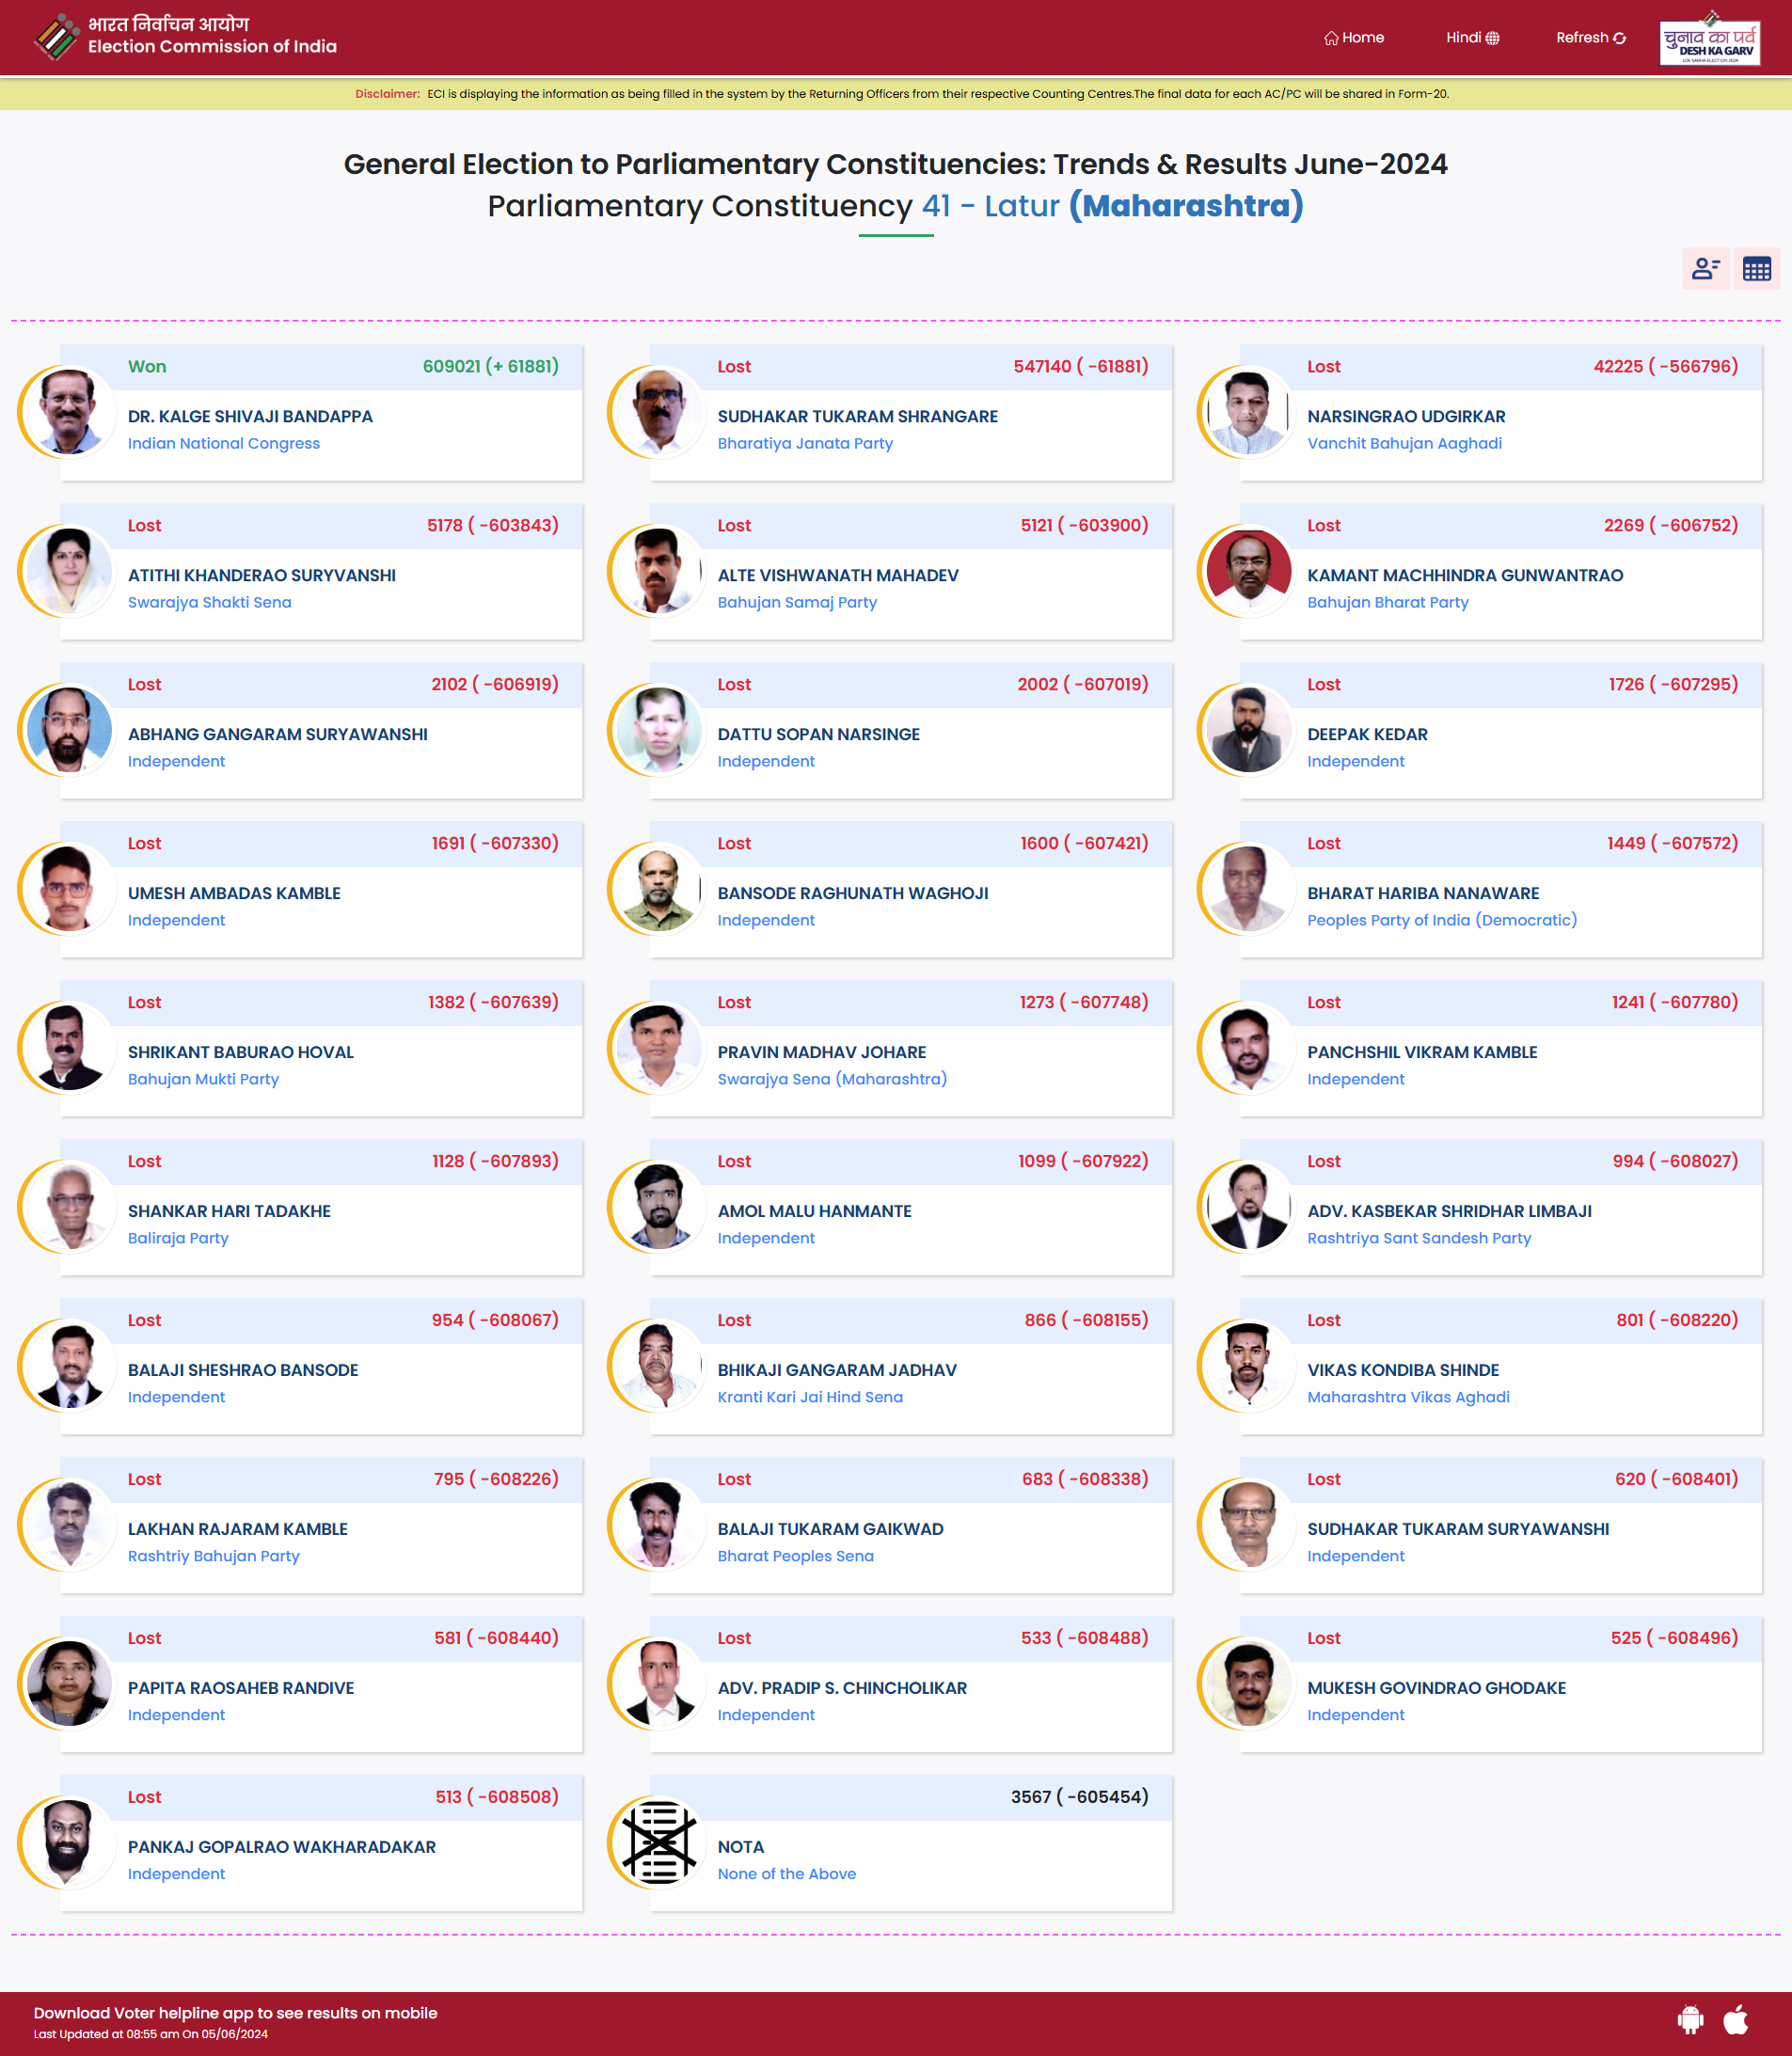 भारत निर्वाचन आयोग
Election Commission of India
Home
Hindi
Refresh
चुनाव का पर्व
DESH KA GARV
LOK SABHA ELECTION 2024
Disclaimer: ECI is displaying the information as being filled in the system by the Returning Officers from their respective Counting Centres.The final data for each AC/PC will be shared in Form-20.
General Election to Parliamentary Constituencies: Trends & Results June-2024
Parliamentary Constituency 41 - Latur (Maharashtra)
Won 609021 (+ 61881)
DR. KALGE SHIVAJI BANDAPPA
Indian National Congress
Lost 547140 ( -61881)
SUDHAKAR TUKARAM SHRANGARE
Bharatiya Janata Party
Lost 42225 ( -566796)
NARSINGRAO UDGIRKAR
Vanchit Bahujan Aaghadi
Lost 5178 ( -603843)
ATITHI KHANDERAO SURYVANSHI
Swarajya Shakti Sena
Lost 5121 ( -603900)
ALTE VISHWANATH MAHADEV
Bahujan Samaj Party
Lost 2269 ( -606752)
KAMANT MACHHINDRA GUNWANTRAO
Bahujan Bharat Party
Lost 2102 ( -606919)
ABHANG GANGARAM SURYAWANSHI
Independent
Lost 2002 ( -607019)
DATTU SOPAN NARSINGE
Independent
Lost 1726 ( -607295)
DEEPAK KEDAR
Independent
Lost 1691 ( -607330)
UMESH AMBADAS KAMBLE
Independent
Lost 1600 ( -607421)
BANSODE RAGHUNATH WAGHOJI
Independent
Lost 1449 ( -607572)
BHARAT HARIBA NANAWARE
Peoples Party of India (Democratic)
Lost 1382 ( -607639)
SHRIKANT BABURAO HOVAL
Bahujan Mukti Party
Lost 1273 ( -607748)
PRAVIN MADHAV JOHARE
Swarajya Sena (Maharashtra)
Lost 1241 ( -607780)
PANCHSHIL VIKRAM KAMBLE
Independent
Lost 1128 ( -607893)
SHANKAR HARI TADAKHE
Baliraja Party
Lost 1099 ( -607922)
AMOL MALU HANMANTE
Independent
Lost 994 ( -608027)
ADV. KASBEKAR SHRIDHAR LIMBAJI
Rashtriya Sant Sandesh Party
Lost 954 ( -608067)
BALAJI SHESHRAO BANSODE
Independent
Lost 866 ( -608155)
BHIKAJI GANGARAM JADHAV
Kranti Kari Jai Hind Sena
Lost 801 ( -608220)
VIKAS KONDIBA SHINDE
Maharashtra Vikas Aghadi
Lost 795 ( -608226)
LAKHAN RAJARAM KAMBLE
Rashtriy Bahujan Party
Lost 683 ( -608338)
BALAJI TUKARAM GAIKWAD
Bharat Peoples Sena
Lost 620 ( -608401)
SUDHAKAR TUKARAM SURYAWANSHI
Independent
Lost 581 ( -608440)
PAPITA RAOSAHEB RANDIVE
Independent
Lost 533 ( -608488)
ADV. PRADIP S. CHINCHOLIKAR
Independent
Lost 525 ( -608496)
MUKESH GOVINDRAO GHODAKE
Independent
Lost 513 ( -608508)
PANKAJ GOPALRAO WAKHARADAKAR
Independent
3567 ( -605454)
NOTA
None of the Above
Download Voter helpline app to see results on mobile
Last Updated at 08:55 am On 05/06/2024